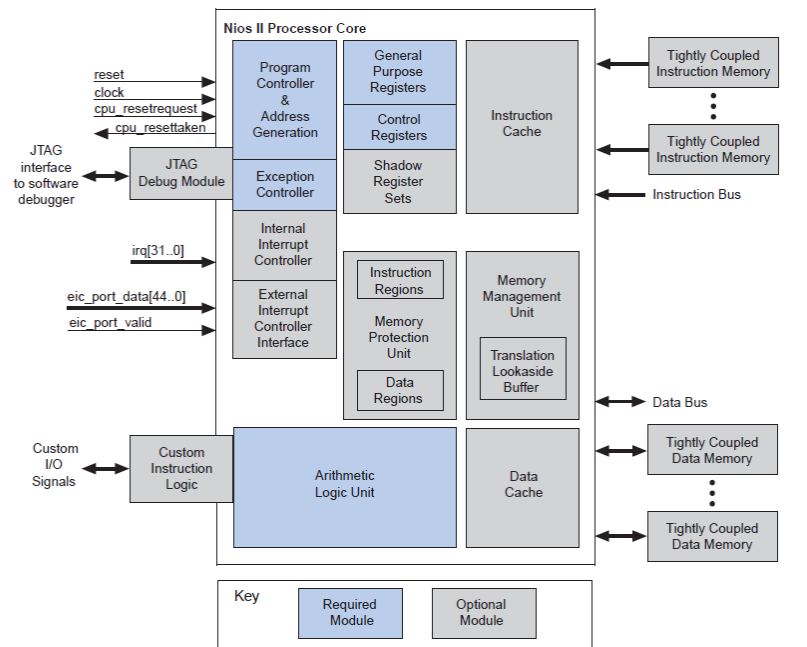 Nios II Processor Core
reset
clock
cpu_resetrequest
cpu_resettaken
JTAG
interface
to software
debugger
JTAG
Debug Module
irq[31..0]
eic_port_data[44..0]
eic_port_valid
Custom
I/O
Signals
Custom
Instruction
Logic
Program
Controller
&
Address
Generation
Exception
Controller
Internal
Interrupt
Controller
External
Interrupt
Controller
Interface
General
Purpose
Registers
Control
Registers
Shadow
Register
Sets
Instruction
Cache
Instruction
Regions
Memory
Protection
Unit
Data
Regions
Memory
Management
Unit
Translation
Lookaside
Buffer
Arithmetic
Logic Unit
Data
Cache
Tightly Coupled
Instruction Memory
Tightly Coupled
Instruction Memory
Instruction Bus
Data Bus
Tightly Coupled
Data Memory
Tightly Coupled
Data Memory
Key
Required
Module
Optional
Module